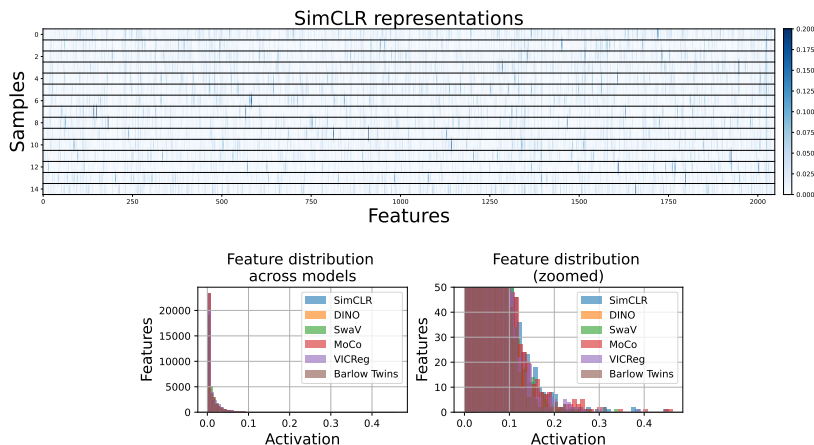 SimCLR representations
Samples
0
2
4
6
8
10
12
14
0 250 500 750 1000 1250 1500 1750 2000
Features
0.200
0.175
0.150
0.125
0.100
0.075
0.050
0.025
0.000
Feature distribution
across models
Features
20000
15000
10000
5000
0
0.0 0.1 0.2 0.3 0.4
Activation
SimCLR
DINO
SwaV
MoCo
VICReg
Barlow Twins
Feature distribution
(zoomed)
Features
50
40
30
20
10
0
0.0 0.1 0.2 0.3 0.4
Activation
SimCLR
DINO
SwaV
MoCo
VICReg
Barlow Twins